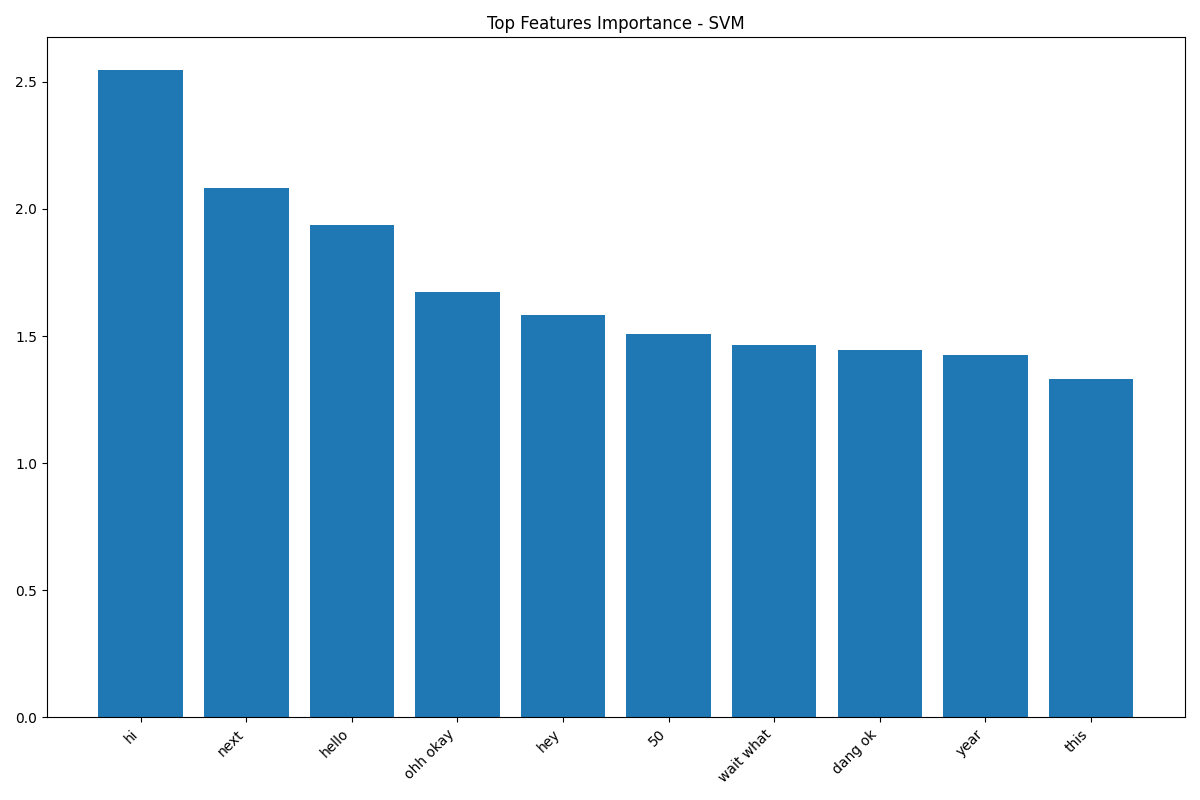 Top Features Importance - SVM
2.5
2.0
1.5
1.0
0.5
0.0
hi
next
hello
ohh okay
hey
50
wait what
dang ok
year
this